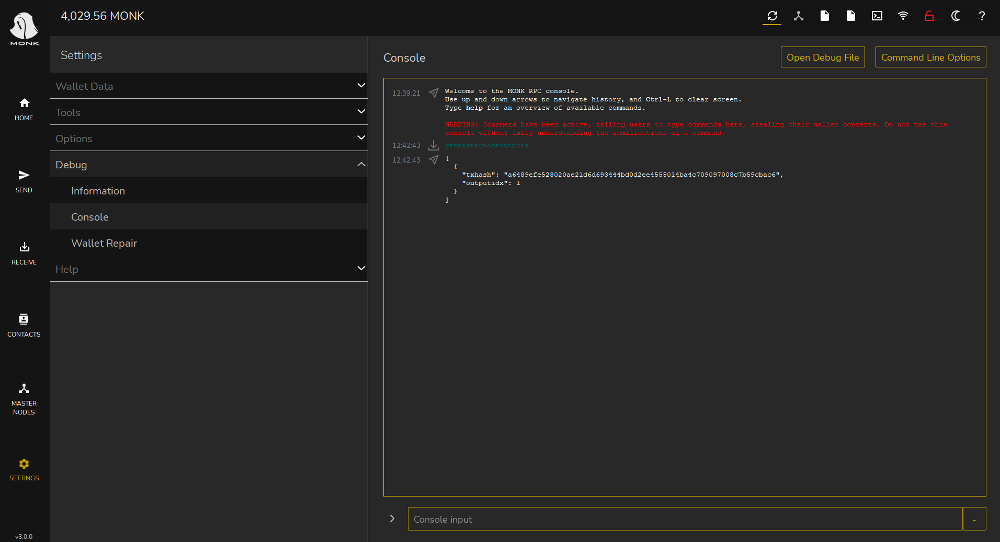 MONK
4,029.56 MONK
HOME
SEND
RECEIVE
CONTACTS
MASTER
NODES
SETTINGS
v3.0.0
Settings
Wallet Data
Tools
Options
Debug
Information
Console
Wallet Repair
Help
Console
Open Debug File
Command Line Options
12:39:21
Welcome to the MONK RPC console.
Use up and down arrows to navigate history, and Ctrl-L to clear screen.
Type help for an overview of available commands.
WARNING: Scammers have been active, telling users to type commands here, stealing their wallet contents. Do not use this
console without fully understanding the ramifications of a command.
12:42:43 getmasternodeoutputs
12:42:43 [
{
"txhash": "a6489efe528020ae21d6d693444bd0d2ee4555014ba4c709097008c7b59cbac6",
"outputidx": 1
}
]
Console input
-